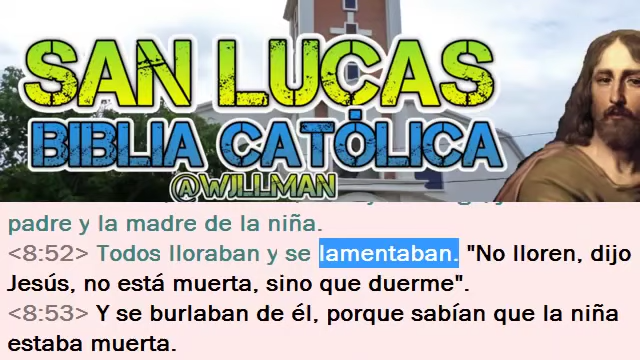 SAN LUCAS
BIBLIA CATÓLICA
@WJLLMAN
padre y la madre de la niña.
<8:52> Todos lloraban y se lamentaban. "No lloren, dijo
Jesús, no está muerta, sino que duerme".
<8:53> Y se burlaban de él, porque sabían que la niña
estaba muerta.